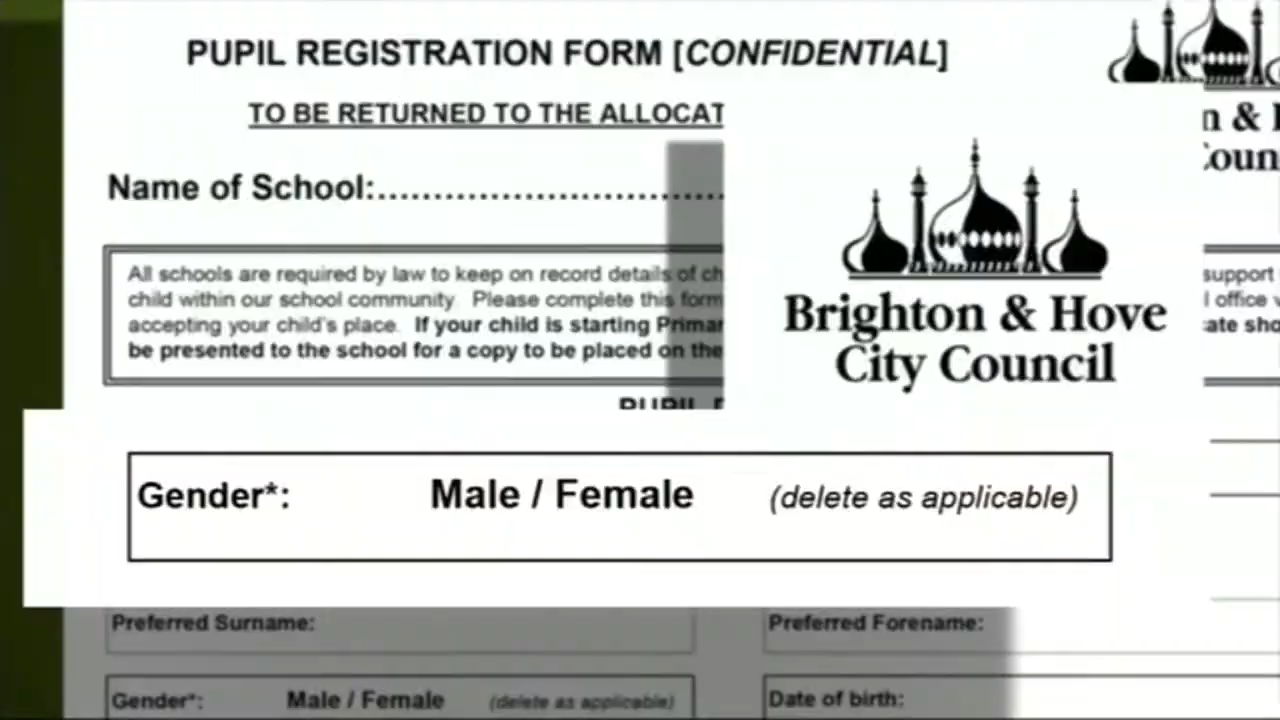 PUPIL REGISTRATION FORM [CONFIDENTIAL]
TO BE RETURNED TO THE ALLOCAT
Name of School:..............................
n &
Coun
All schools are required by law to keep on record details of ch
child within our school community. Please complete this form
accepting your child's place. If your child is starting Primar
be presented to the school for a copy to be placed on the
support
l office
ate sho
Brighton & Hove
City Council
PUPIL
Gender*: Male / Female (delete as applicable)
Preferred Surname: Preferred Forename:
Gender*: Male / Female (delete as applicable) Date of birth: